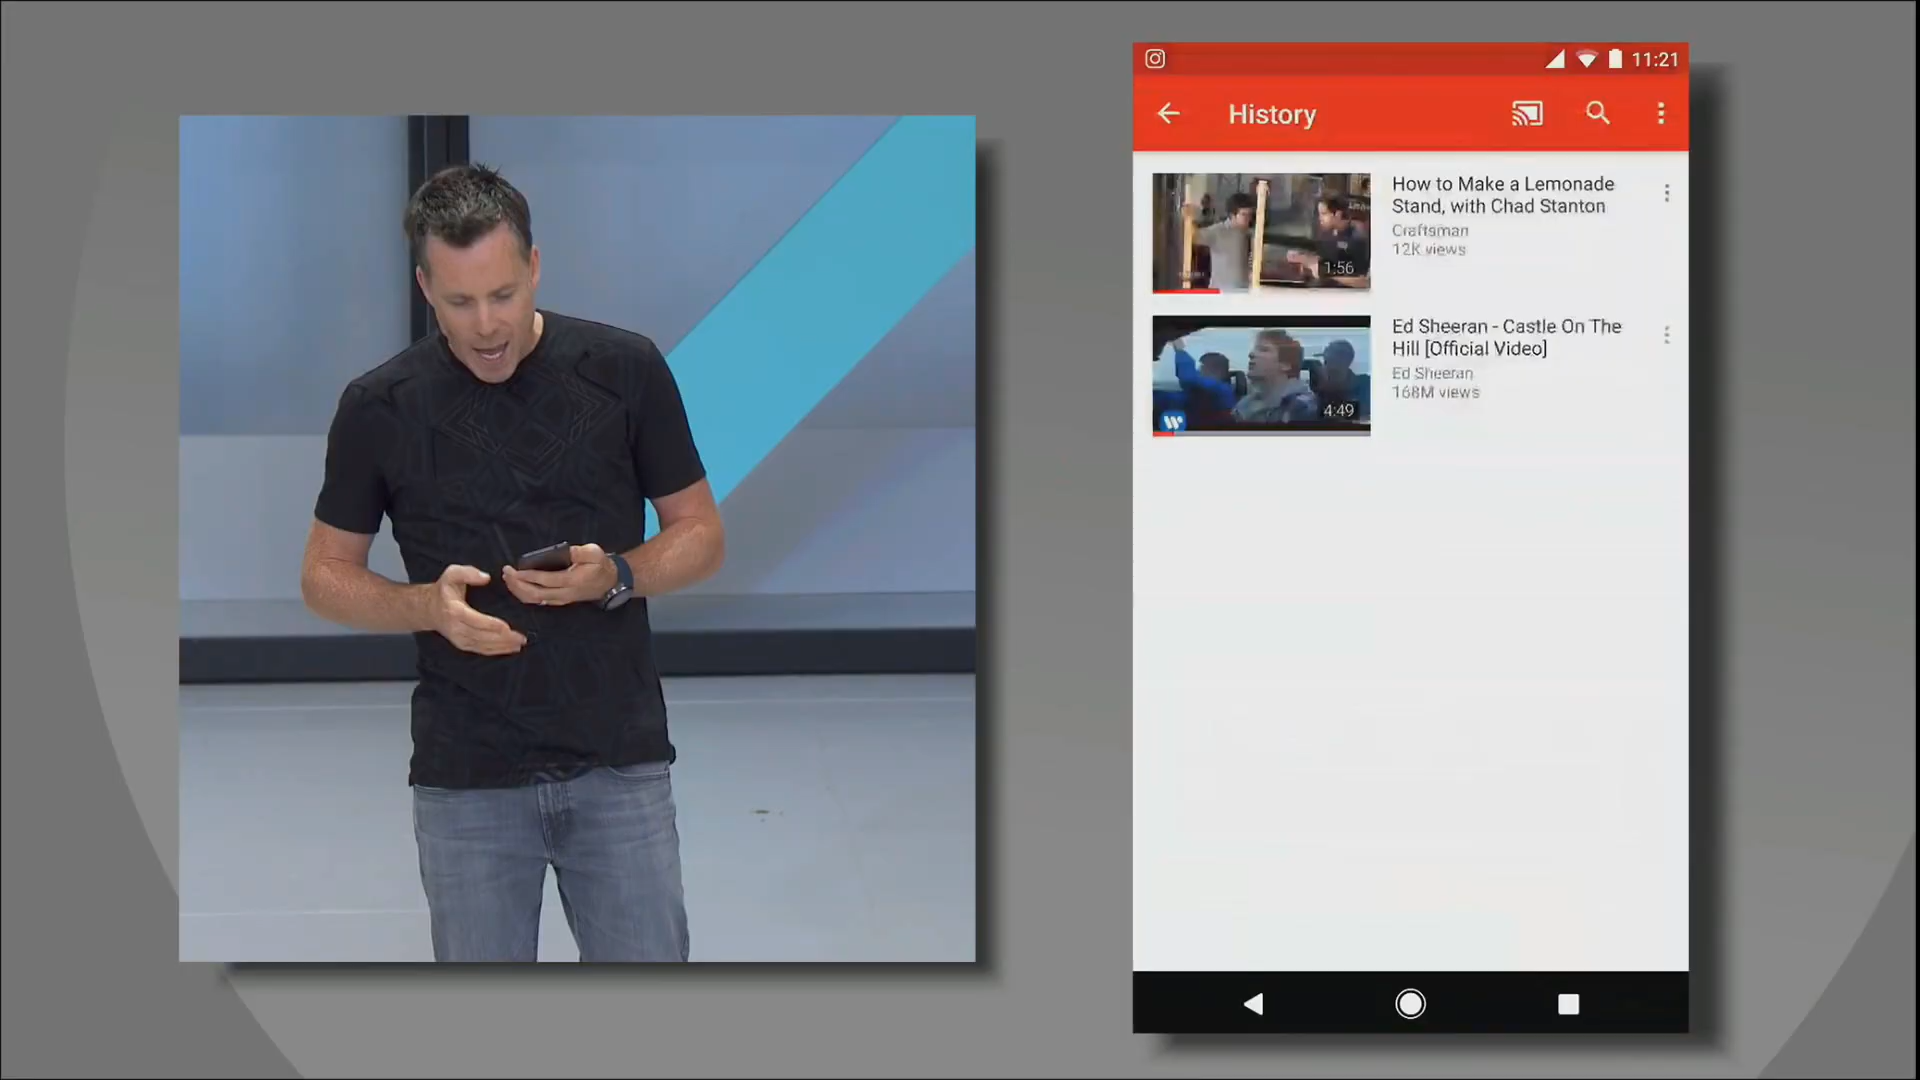 11:21
History
How to Make a Lemonade
Stand, with Chad Stanton
Craftsman
12K views
1:56
Ed Sheeran - Castle On The
Hill [Official Video]
Ed Sheeran
168M views
4:49